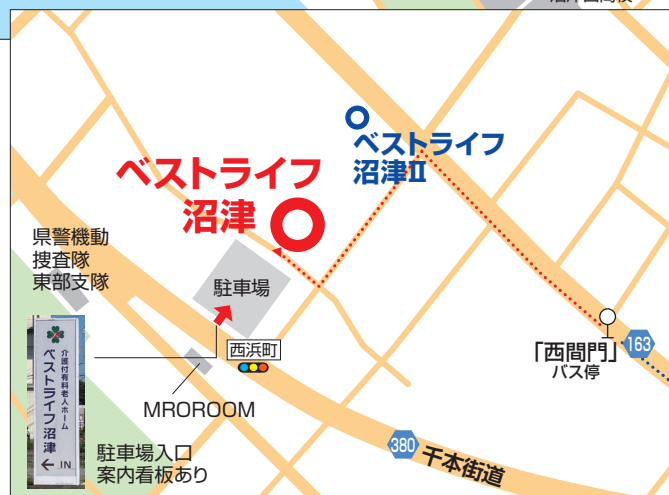 ベストライフ
沼津Ⅱ
ベストライフ
沼津
県警機動
捜査隊
東部支隊
駐車場
西浜町
「西間門」
バス停
163
MROROOM
介護付有料老人ホーム
ベストライフ沼津
← IN
駐車場入口
案内看板あり
380
千本街道